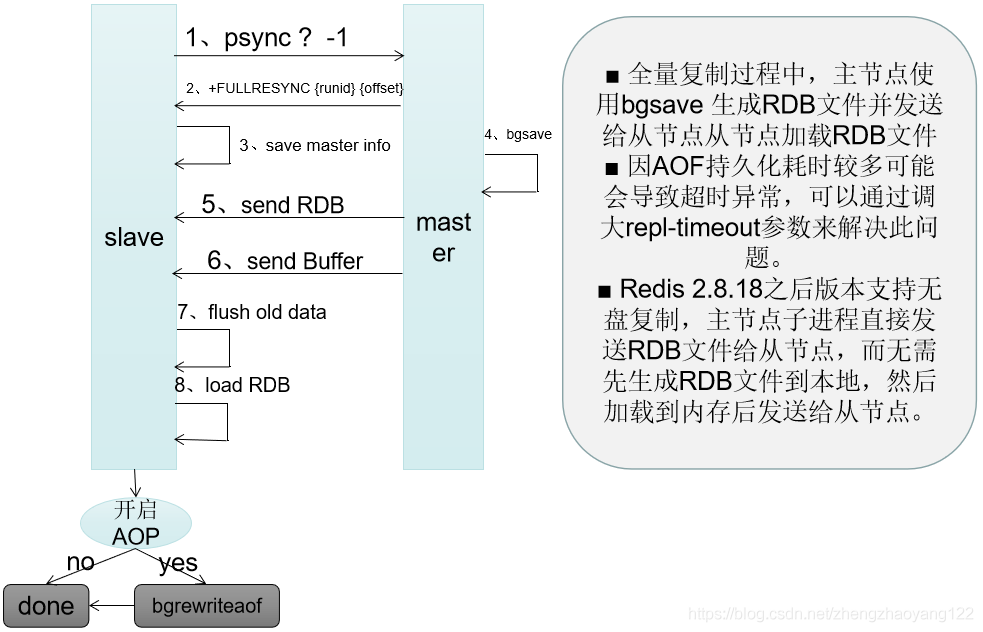 1、psync ? -1
2、+FULLRESYNC {runid} {offset}
3、save master info
4、bgsave
5、send RDB
6、send Buffer
7、flush old data
8、load RDB
slave
mast
er
开启
AOP
no
yes
done
bgrewriteaof
■ 全量复制过程中，主节点使
用bgsave 生成RDB文件并发送
给从节点从节点加载RDB文件
■ 因AOF持久化耗时较多可能
会导致超时异常，可以通过调
大repl-timeout参数来解决此问
题。
■ Redis 2.8.18之后版本支持无
盘复制，主节点子进程直接发
送RDB文件给从节点，而无需
先生成RDB文件到本地，然后
加载到内存后发送给从节点。
https://blog.csdn.net/zhengzhaoyang122